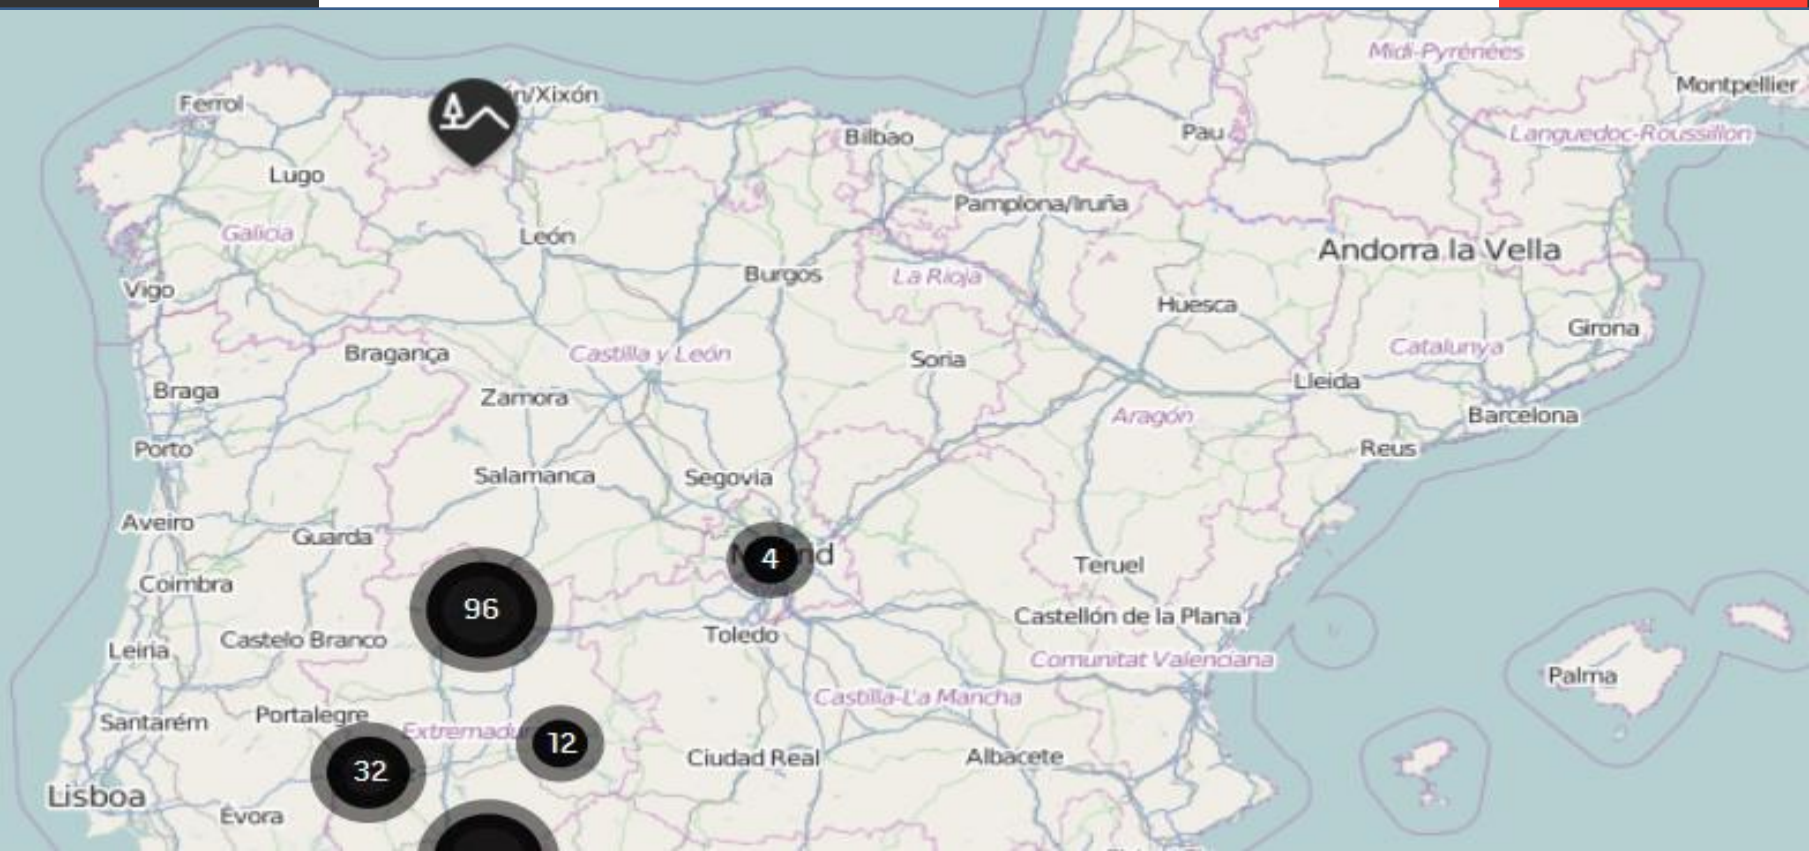 Midi-Pyrénées
Montpellier
Ferrol
ón/Xixón
Bilbao
Pau
Languedoc-Roussillon
Lugo
Pamplona/Iruña
Galicia
León
Andorra la Vella
Burgos
La Rioja
Vigo
Huesca
Girona
Bragança
Castilla y León
Soria
Catalunya
Braga
Zamora
Lleida
Aragón
Barcelona
Porto
Reus
Salamanca
Segovia
Aveiro
Guarda
4
Teruel
Coimbra
96
Castellón de la Plana
Castelo Branco
Toledo
Leiria
Comunitat Valenciana
Palma
Castilla-La Mancha
Santarém
Portalegre
Extremadur
12
Ciudad Real
Albacete
32
Lisboa
Évora